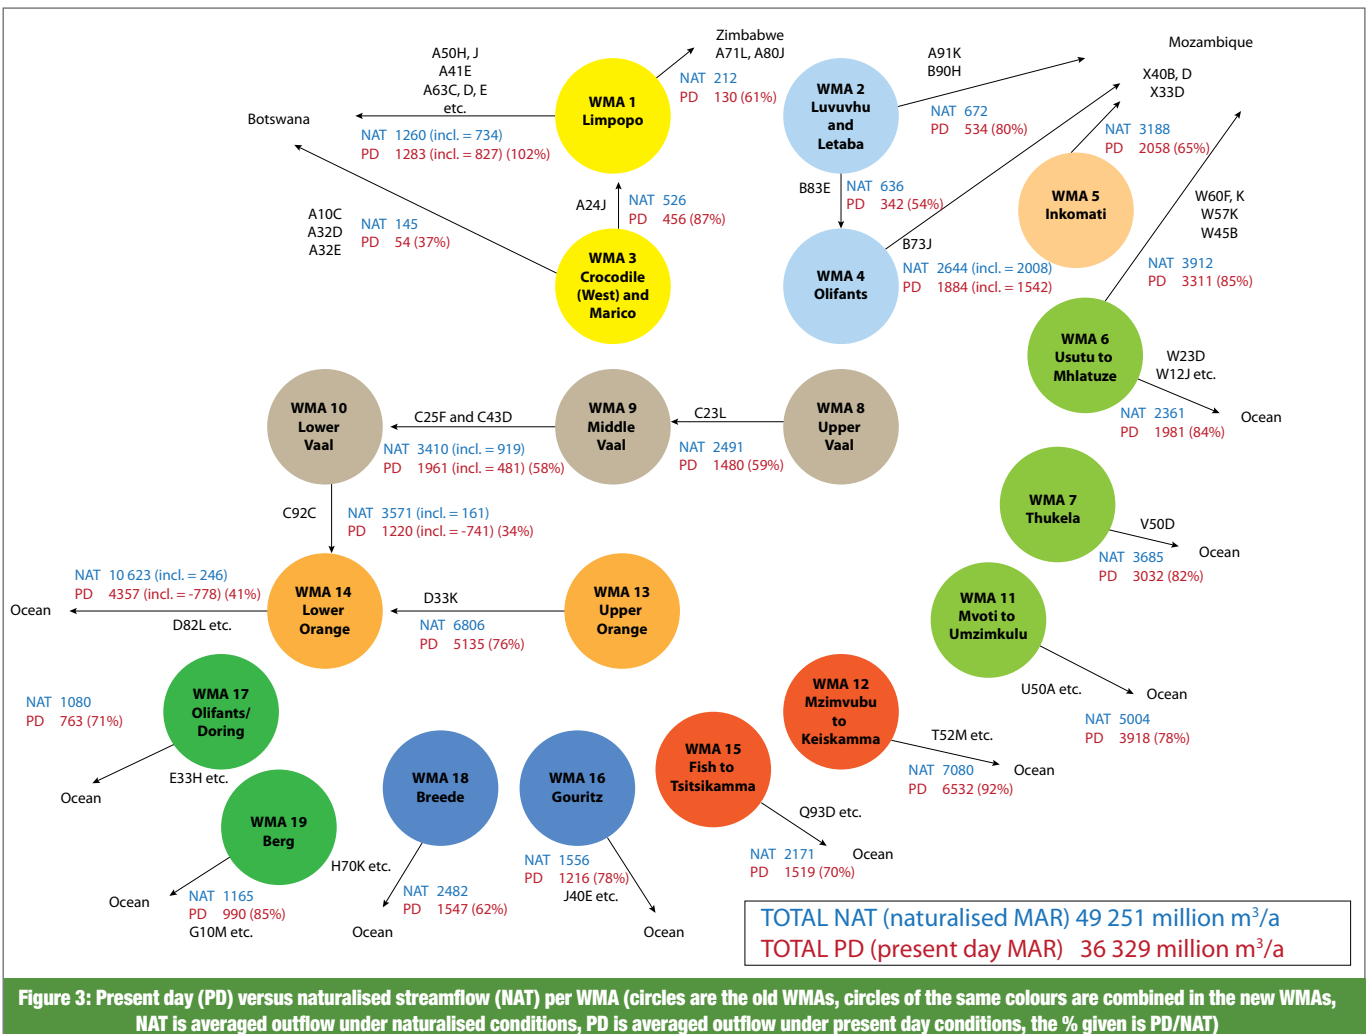 Zimbabwe
A71L, A80J
A50H, J
A41E
A63C, D, E
etc.
WMA 1
Limpopo
NAT 212
PD 130 (61%)
Botswana
NAT 1260 (incl. = 734)
PD 1283 (incl. = 827) (102%)
WMA 2
Luvuvhu
and
Letaba
A91K
B90H
NAT 672
PD 534 (80%)
Mozambique
X40B, D
X33D
NAT 3188
PD 2058 (65%)
WMA 5
Inkomati
A10C
A32D
A32E
NAT 145
PD 54 (37%)
A24J
NAT 526
PD 456 (87%)
WMA 3
Crocodile
(West) and
Marico
B83E
NAT 636
PD 342 (54%)
WMA 4
Olifants
B73J
NAT 2644 (incl. = 2008)
PD 1884 (incl. = 1542)
W60F, K
W57K
W45B
NAT 3912
PD 3311 (85%)
WMA 6
Usutu to
Mhlatuze
W23D
W12J etc.
NAT 2361
PD 1981 (84%)
Ocean
WMA 10
Lower
Vaal
C25F and C43D
NAT 3410 (incl. = 919)
PD 1961 (incl. = 481) (58%)
WMA 9
Middle
Vaal
C23L
NAT 2491
PD 1480 (59%)
WMA 8
Upper
Vaal
WMA 7
Thukela
V50D
NAT 3685
PD 3032 (82%)
Ocean
C92C
NAT 3571 (incl. = 161)
PD 1220 (incl. = -741) (34%)
NAT 10 623 (incl. = 246)
PD 4357 (incl. = -778) (41%)
Ocean
D82L etc.
WMA 14
Lower
Orange
D33K
NAT 6806
PD 5135 (76%)
WMA 13
Upper
Orange
WMA 11
Mvoti to
Umzimkulu
U50A etc.
Ocean
NAT 5004
PD 3918 (78%)
NAT 1080
PD 763 (71%)
WMA 17
Olifants/
Doring
E33H etc.
Ocean
WMA 12
Mzimvubu
to
Keiskamma
T52M etc.
NAT 7080
PD 6532 (92%)
Ocean
WMA 15
Fish to
Tsitsikamma
Q93D etc.
NAT 2171
PD 1519 (70%)
Ocean
WMA 18
Breede
H70K etc.
NAT 2482
PD 1547 (62%)
Ocean
WMA 16
Gouritz
NAT 1556
PD 1216 (78%)
J40E etc.
Ocean
WMA 19
Berg
Ocean
NAT 1165
PD 990 (85%)
G10M etc.
TOTAL NAT (naturalised MAR) 49 251 million m³/a
TOTAL PD (present day MAR) 36 329 million m³/a
Figure 3: Present day (PD) versus naturalised streamflow (NAT) per WMA (circles are the old WMAs, circles of the same colours are combined in the new WMAs,
NAT is averaged outflow under naturalised conditions, PD is averaged outflow under present day conditions, the % given is PD/NAT)